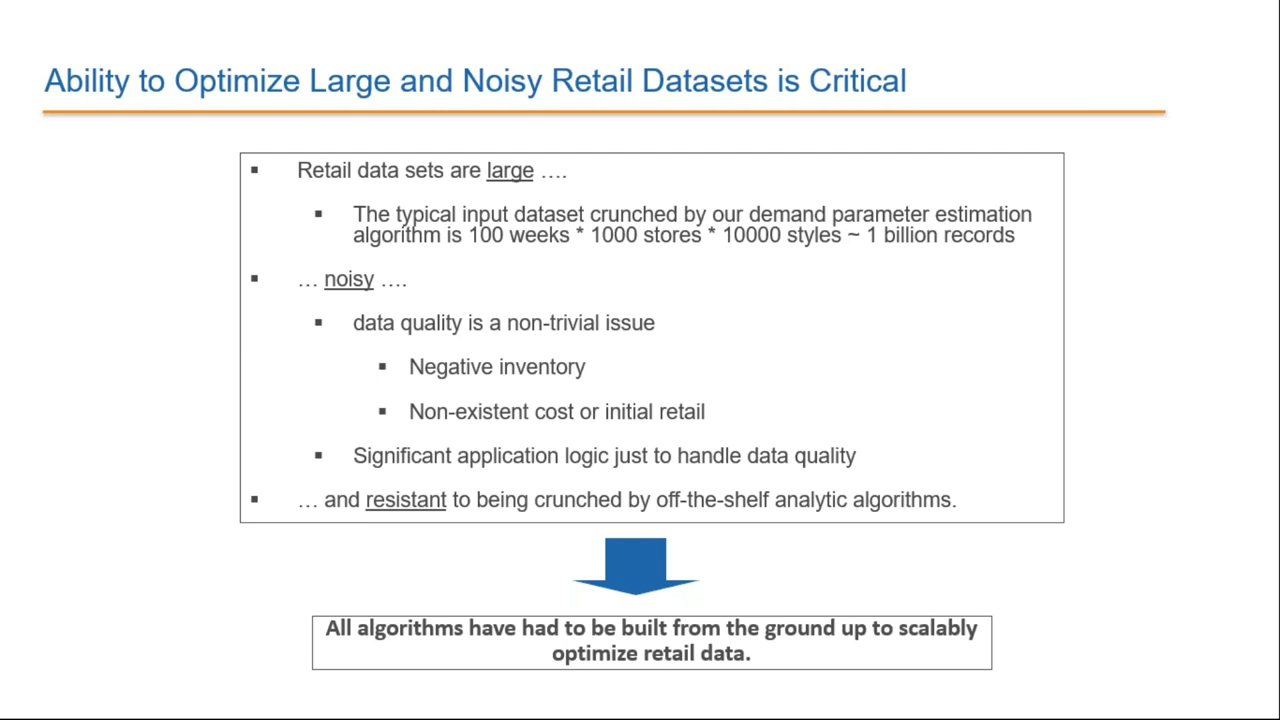 Ability to Optimize Large and Noisy Retail Datasets is Critical
▪ Retail data sets are large ….
▪ The typical input dataset crunched by our demand parameter estimation
algorithm is 100 weeks * 1000 stores * 10000 styles ~ 1 billion records
▪ … noisy ….
▪ data quality is a non-trivial issue
▪ Negative inventory
▪ Non-existent cost or initial retail
▪ Significant application logic just to handle data quality
▪ … and resistant to being crunched by off-the-shelf analytic algorithms.
All algorithms have had to be built from the ground up to scalably
optimize retail data.